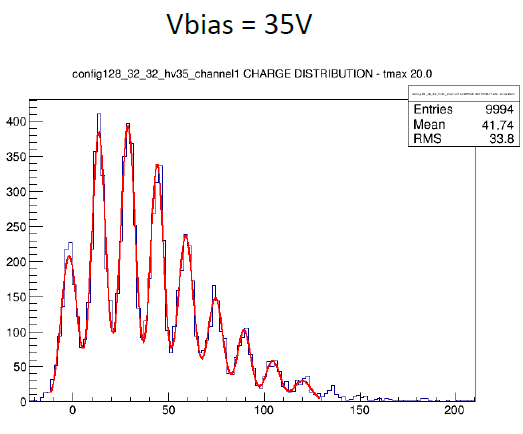 Vbias = 35V
config128_32_32_hv35_channel1 CHARGE DISTRIBUTION - tmax 20.0
Entries 9994
Mean 41.74
RMS 33.8
400
350
300
250
200
150
100
50
0
0 50 100 150 200